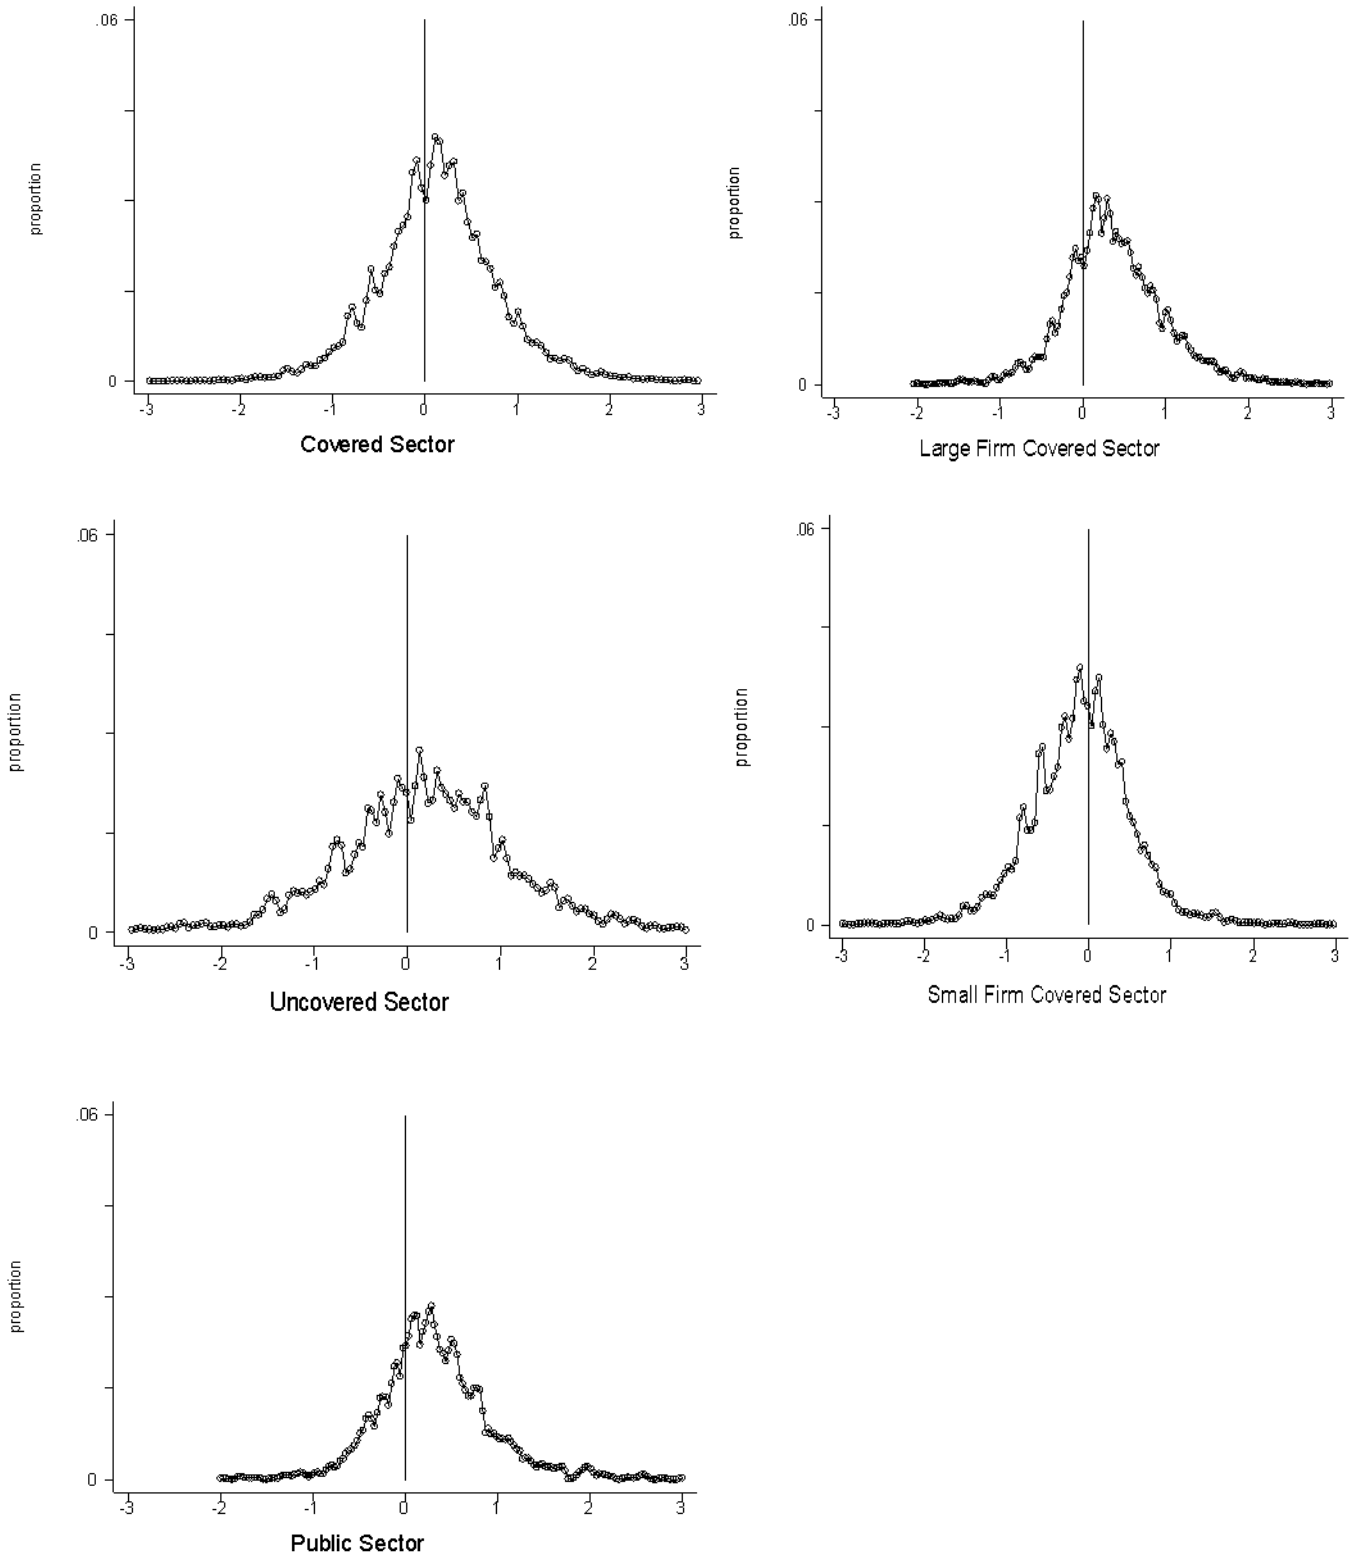 .06
proportion
0
-3 -2 -1 0 1 2 3
Covered Sector
.06
proportion
0
-3 -2 -1 0 1 2 3
Large Firm Covered Sector
.06
proportion
0
-3 -2 -1 0 1 2 3
Uncovered Sector
.06
proportion
0
-3 -2 -1 0 1 2 3
Small Firm Covered Sector
.06
proportion
0
-3 -2 -1 0 1 2 3
Public Sector